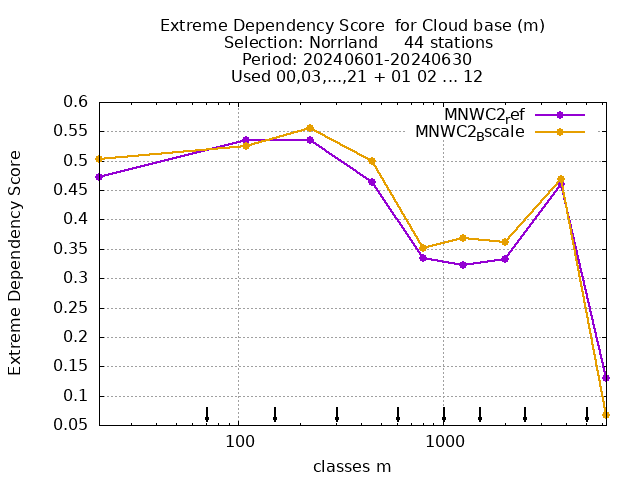 Extreme Dependency Score  for Cloud base (m)
Selection: Norrland     44 stations
Period: 20240601-20240630
Used 00,03,...,21 + 01 02 ... 12
MNWC2ref
MNWC2Bscale
Extreme Dependency Score
0.6
0.55
0.5
0.45
0.4
0.35
0.3
0.25
0.2
0.15
0.1
0.05
100 1000
classes m